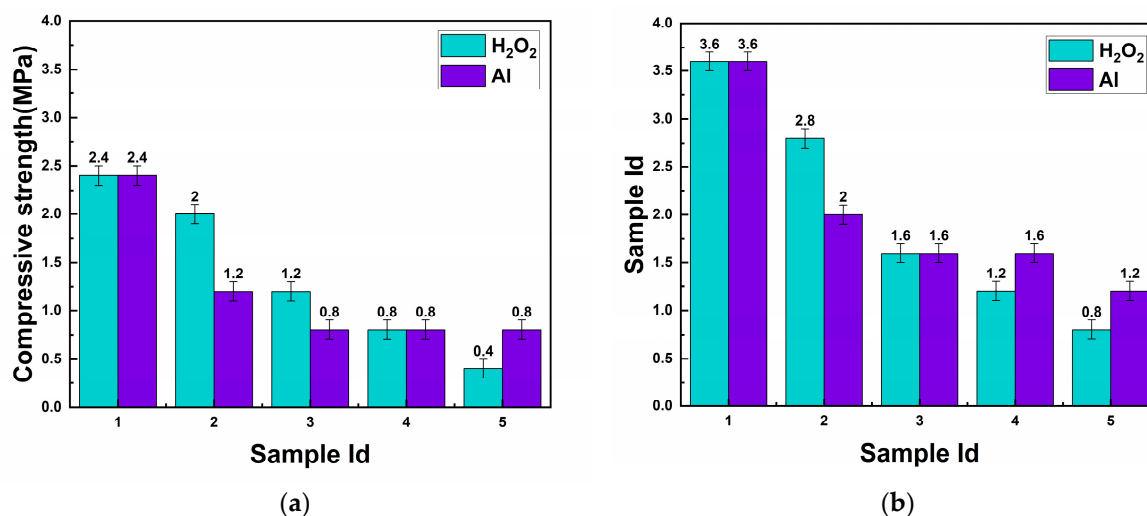 Compressive strength(MPa)
4.0
3.5
3.0
2.5
2.0
1.5
1.0
0.5
0.0
H₂O₂
Al
2.4 2.4
2 1.2
1.2 0.8
0.8 0.8
0.4 0.8
1 2 3 4 5
Sample Id
(a)
Sample Id
4.0
3.5
3.0
2.5
2.0
1.5
1.0
0.5
0.0
H₂O₂
Al
3.6 3.6
2.8 2
1.6 1.6
1.2 1.6
0.8 1.2
1 2 3 4 5
Sample Id
(b)